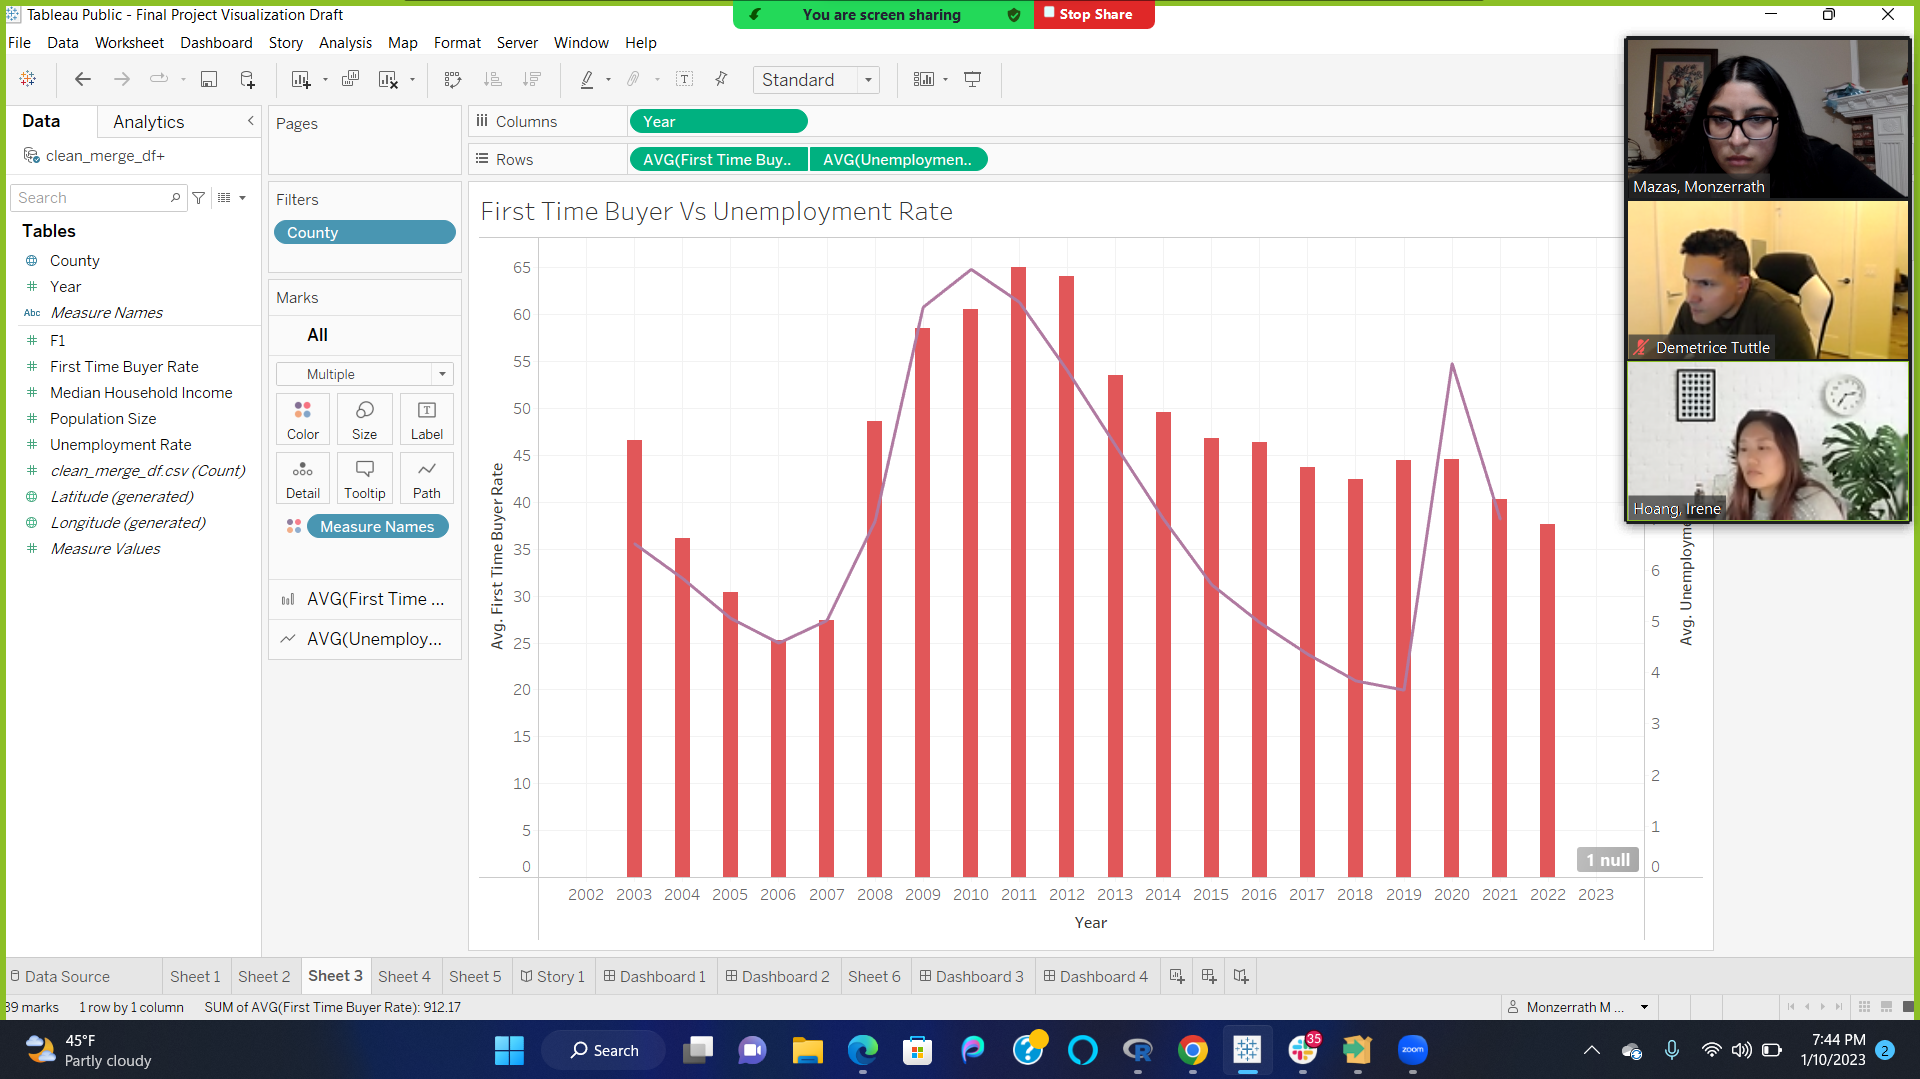 Tableau Public - Final Project Visualization Draft
You are screen sharing
Stop Share
File Data Worksheet Dashboard Story Analysis Map Format Server Window Help
Standard
Data
Analytics
clean_merge_df+
Search
Tables
County
Year
Abc Measure Names
F1
First Time Buyer Rate
Median Household Income
Population Size
Unemployment Rate
clean_merge_df.csv (Count)
Latitude (generated)
Longitude (generated)
Measure Values
Pages
Filters
County
Marks
All
Multiple
Color Size Label
Detail Tooltip Path
Measure Names
AVG(First Time ...
AVG(Unemploy...
Columns
Year
Rows
AVG(First Time Buy.. AVG(Unemploymen..
First Time Buyer Vs Unemployment Rate
65
60
55
50
45
40
35
30
25
20
15
10
5
0
Avg. First Time Buyer Rate
2002 2003 2004 2005 2006 2007 2008 2009 2010 2011 2012 2013 2014 2015 2016 2017 2018 2019 2020 2021 2022 2023
Year
6
5
4
3
2
1
0
Avg. Unemploym
1 null
Mazas, Monzerrath
Demetrice Tuttle
Hoang, Irene
Data Source Sheet 1 Sheet 2 Sheet 3 Sheet 4 Sheet 5 Story 1 Dashboard 1 Dashboard 2 Sheet 6 Dashboard 3 Dashboard 4
39 marks 1 row by 1 column SUM of AVG(First Time Buyer Rate): 912.17
Monzerrath M ...
45°F
Partly cloudy
Search
35
zoom
7:44 PM
1/10/2023
2